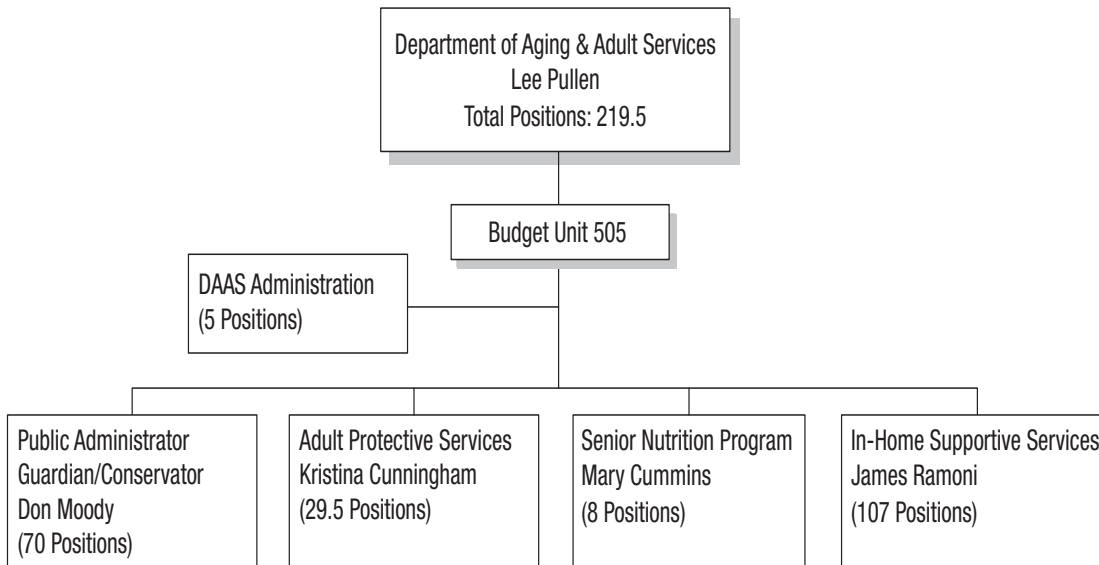 Department of Aging & Adult Services
Lee Pullen
Total Positions: 219.5
Budget Unit 505
DAAS Administration
(5 Positions)
Public Administrator
Guardian/Conservator
Don Moody
(70 Positions)
Adult Protective Services
Kristina Cunningham
(29.5 Positions)
Senior Nutrition Program
Mary Cummins
(8 Positions)
In-Home Supportive Services
James Ramoni
(107 Positions)